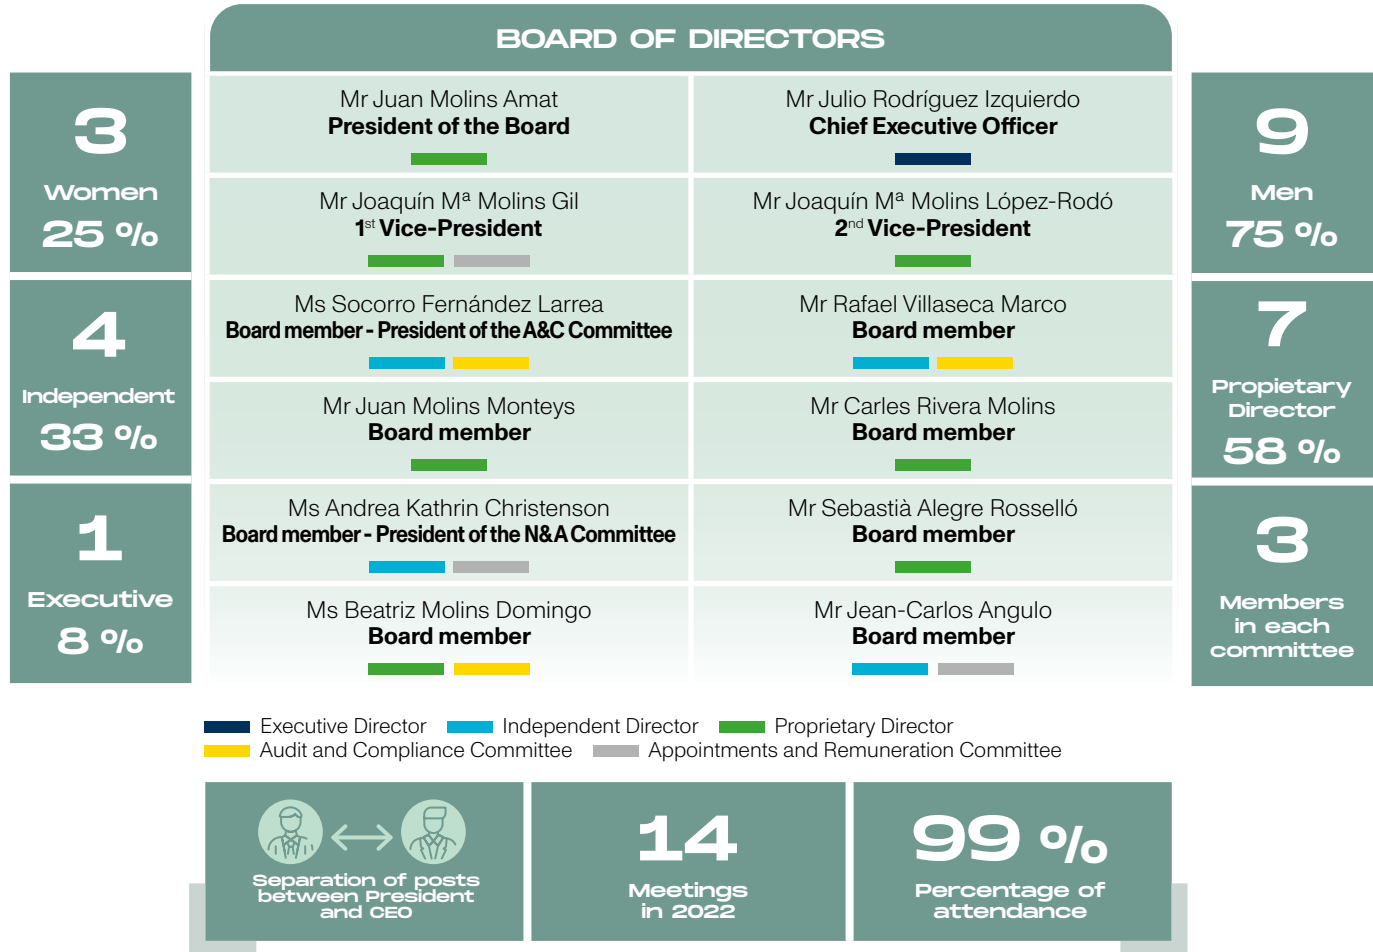 BOARD OF DIRECTORS
3
Women
25 %
4
Independent
33 %
1
Executive
8 %
Mr Juan Molins Amat
President of the Board
Mr Julio Rodríguez Izquierdo
Chief Executive Officer
Mr Joaquín Mª Molins Gil
1st Vice-President
Mr Joaquín Mª Molins López-Rodó
2nd Vice-President
Ms Socorro Fernández Larrea
Board member - President of the A&C Committee
Mr Rafael Villaseca Marco
Board member
Mr Juan Molins Monteys
Board member
Mr Carles Rivera Molins
Board member
Ms Andrea Kathrin Christenson
Board member - President of the N&A Committee
Mr Sebastià Alegre Rosselló
Board member
Ms Beatriz Molins Domingo
Board member
Mr Jean-Carlos Angulo
Board member
9
Men
75 %
7
Propietary
Director
58 %
3
Members
in each
committee
Executive Director Independent Director Proprietary Director
Audit and Compliance Committee Appointments and Remuneration Committee
Separation of posts
between President
and CEO
14
Meetings
in 2022
99 %
Percentage of
attendance